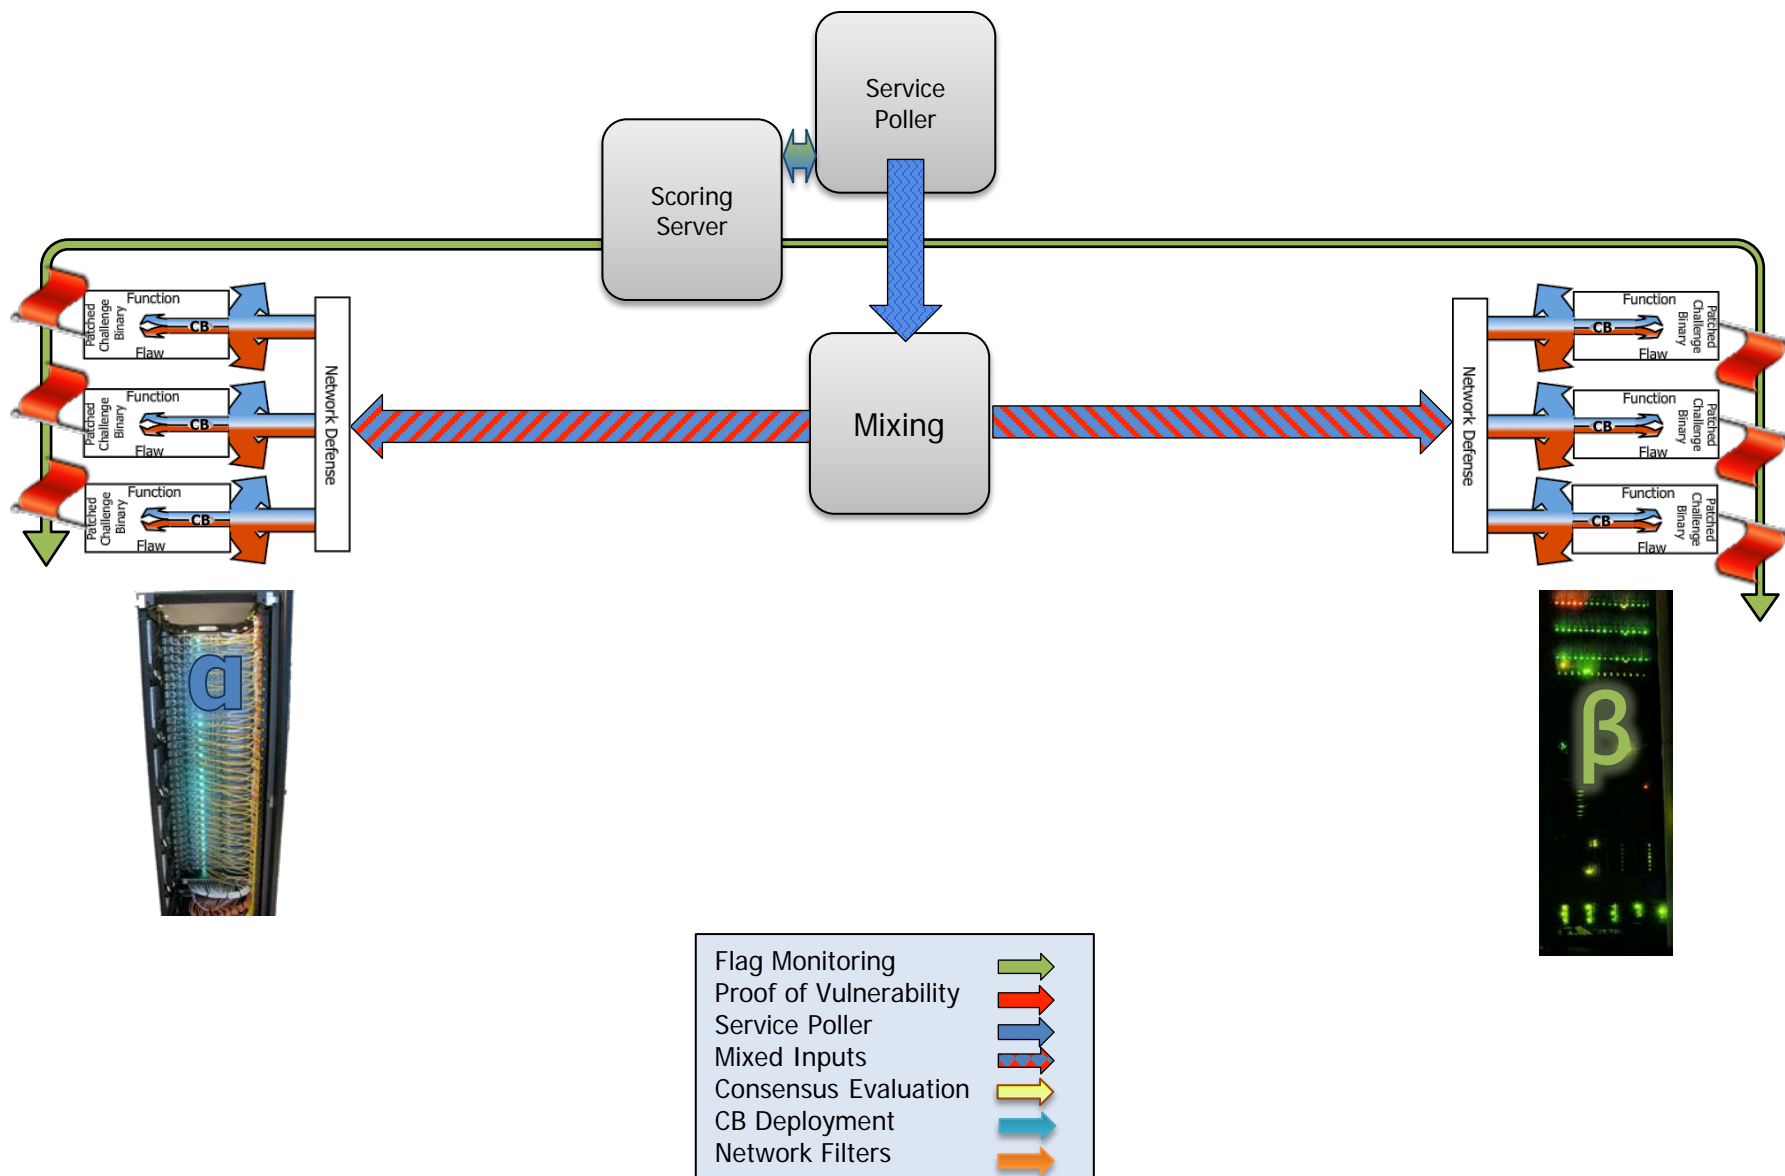 Service
Poller
Scoring
Server
Function
Patched
Challenge
Binary
CB
Flaw
Function
Patched
Challenge
Binary
CB
Flaw
Function
Patched
Challenge
Binary
CB
Flaw
Network Defense
Mixing
Network Defense
Function
Patched
Challenge
Binary
CB
Flaw
Function
Patched
Challenge
Binary
CB
Flaw
Function
Patched
Challenge
Binary
CB
Flaw
α
β
Flag Monitoring
Proof of Vulnerability
Service Poller
Mixed Inputs
Consensus Evaluation
CB Deployment
Network Filters